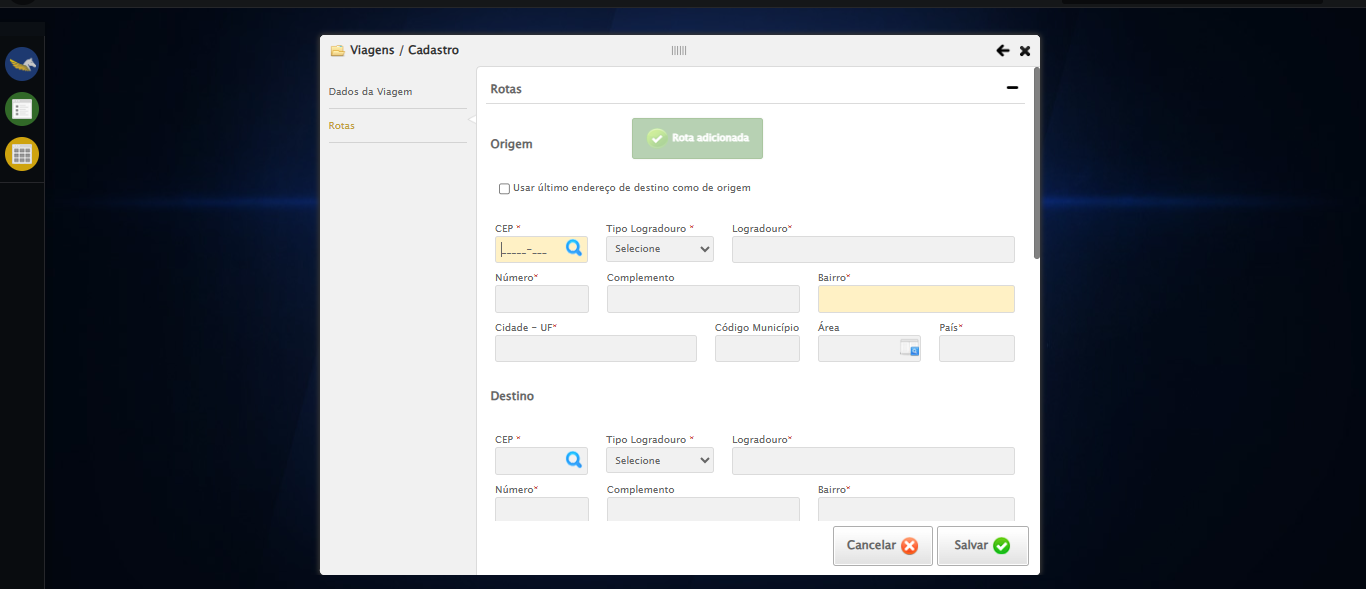 Viagens / Cadastro
Dados da Viagem
Rotas
Rotas
Origem
Rota adicionada
Usar último endereço de destino como de origem
CEP * Tipo Logradouro * Logradouro*
_____-___ Selecione
Número* Complemento Bairro*
Cidade - UF* Código Município Área País*
Destino
CEP * Tipo Logradouro * Logradouro*
Selecione
Número* Complemento Bairro*
Cancelar Salvar